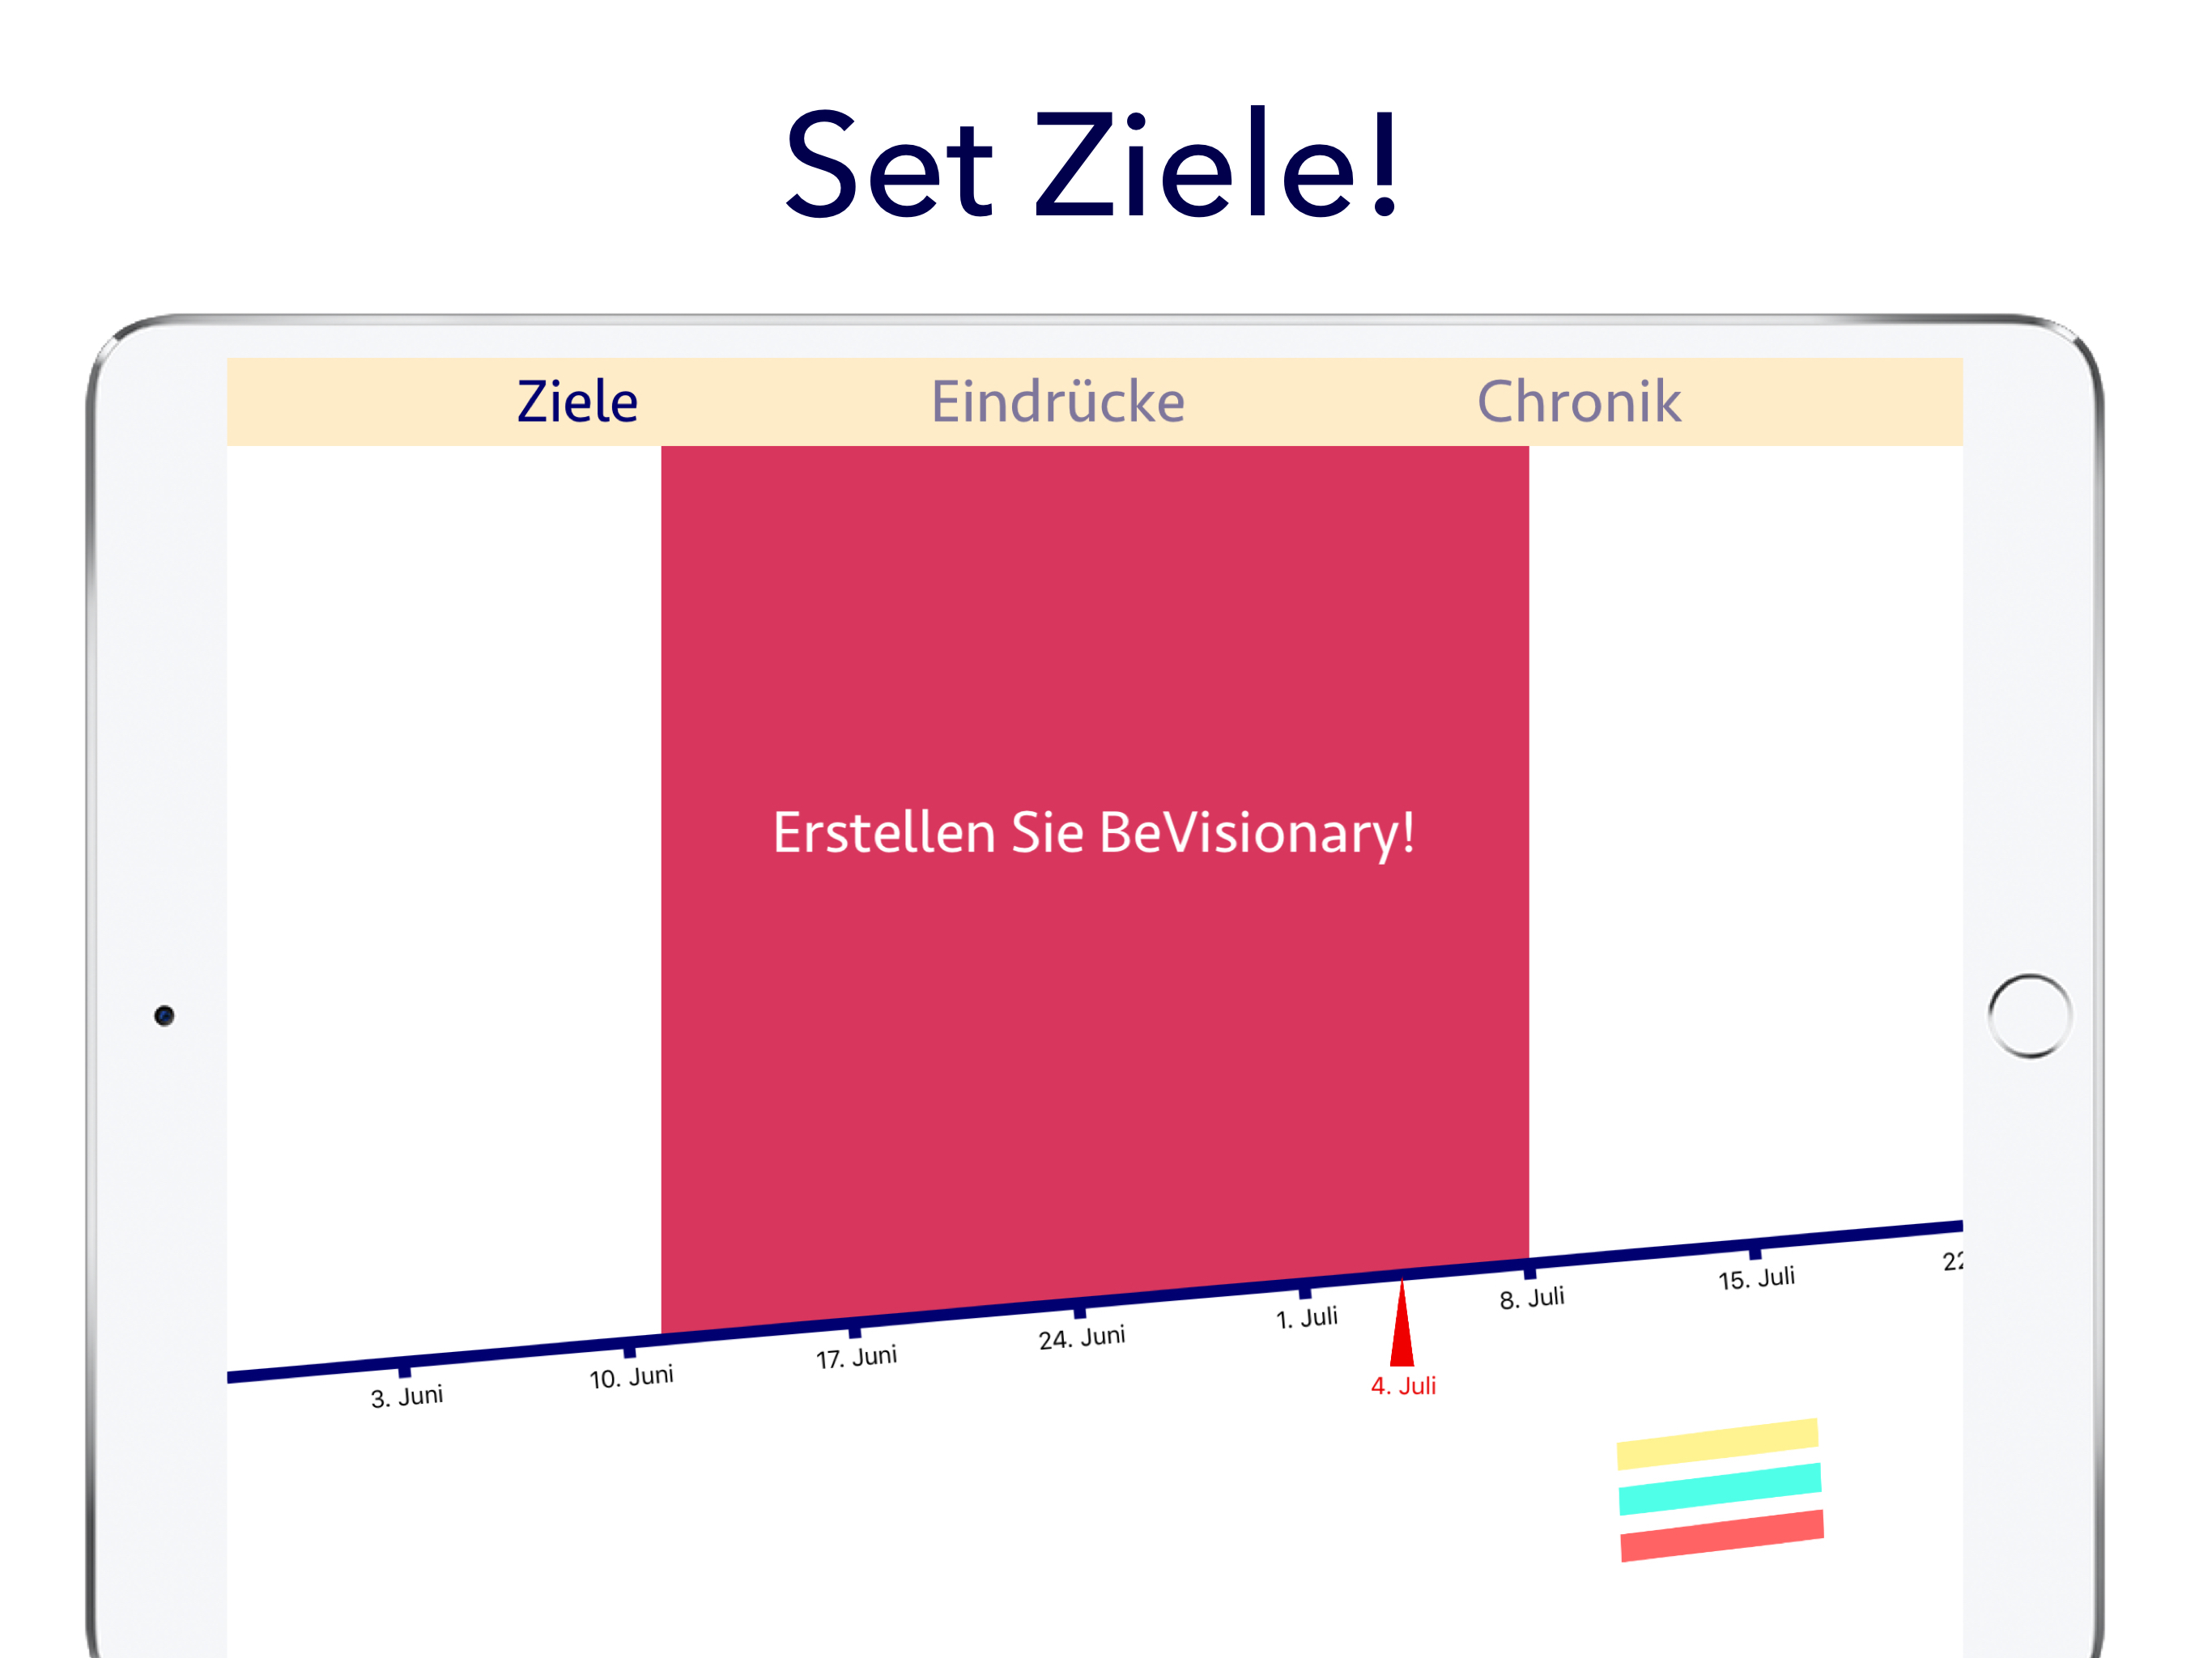 Set Ziele!
Ziele
Eindrücke
Chronik
Erstellen Sie BeVisionary!
3. Juni
10. Juni
17. Juni
24. Juni
1. Juli
4. Juli
8. Juli
15. Juli
22